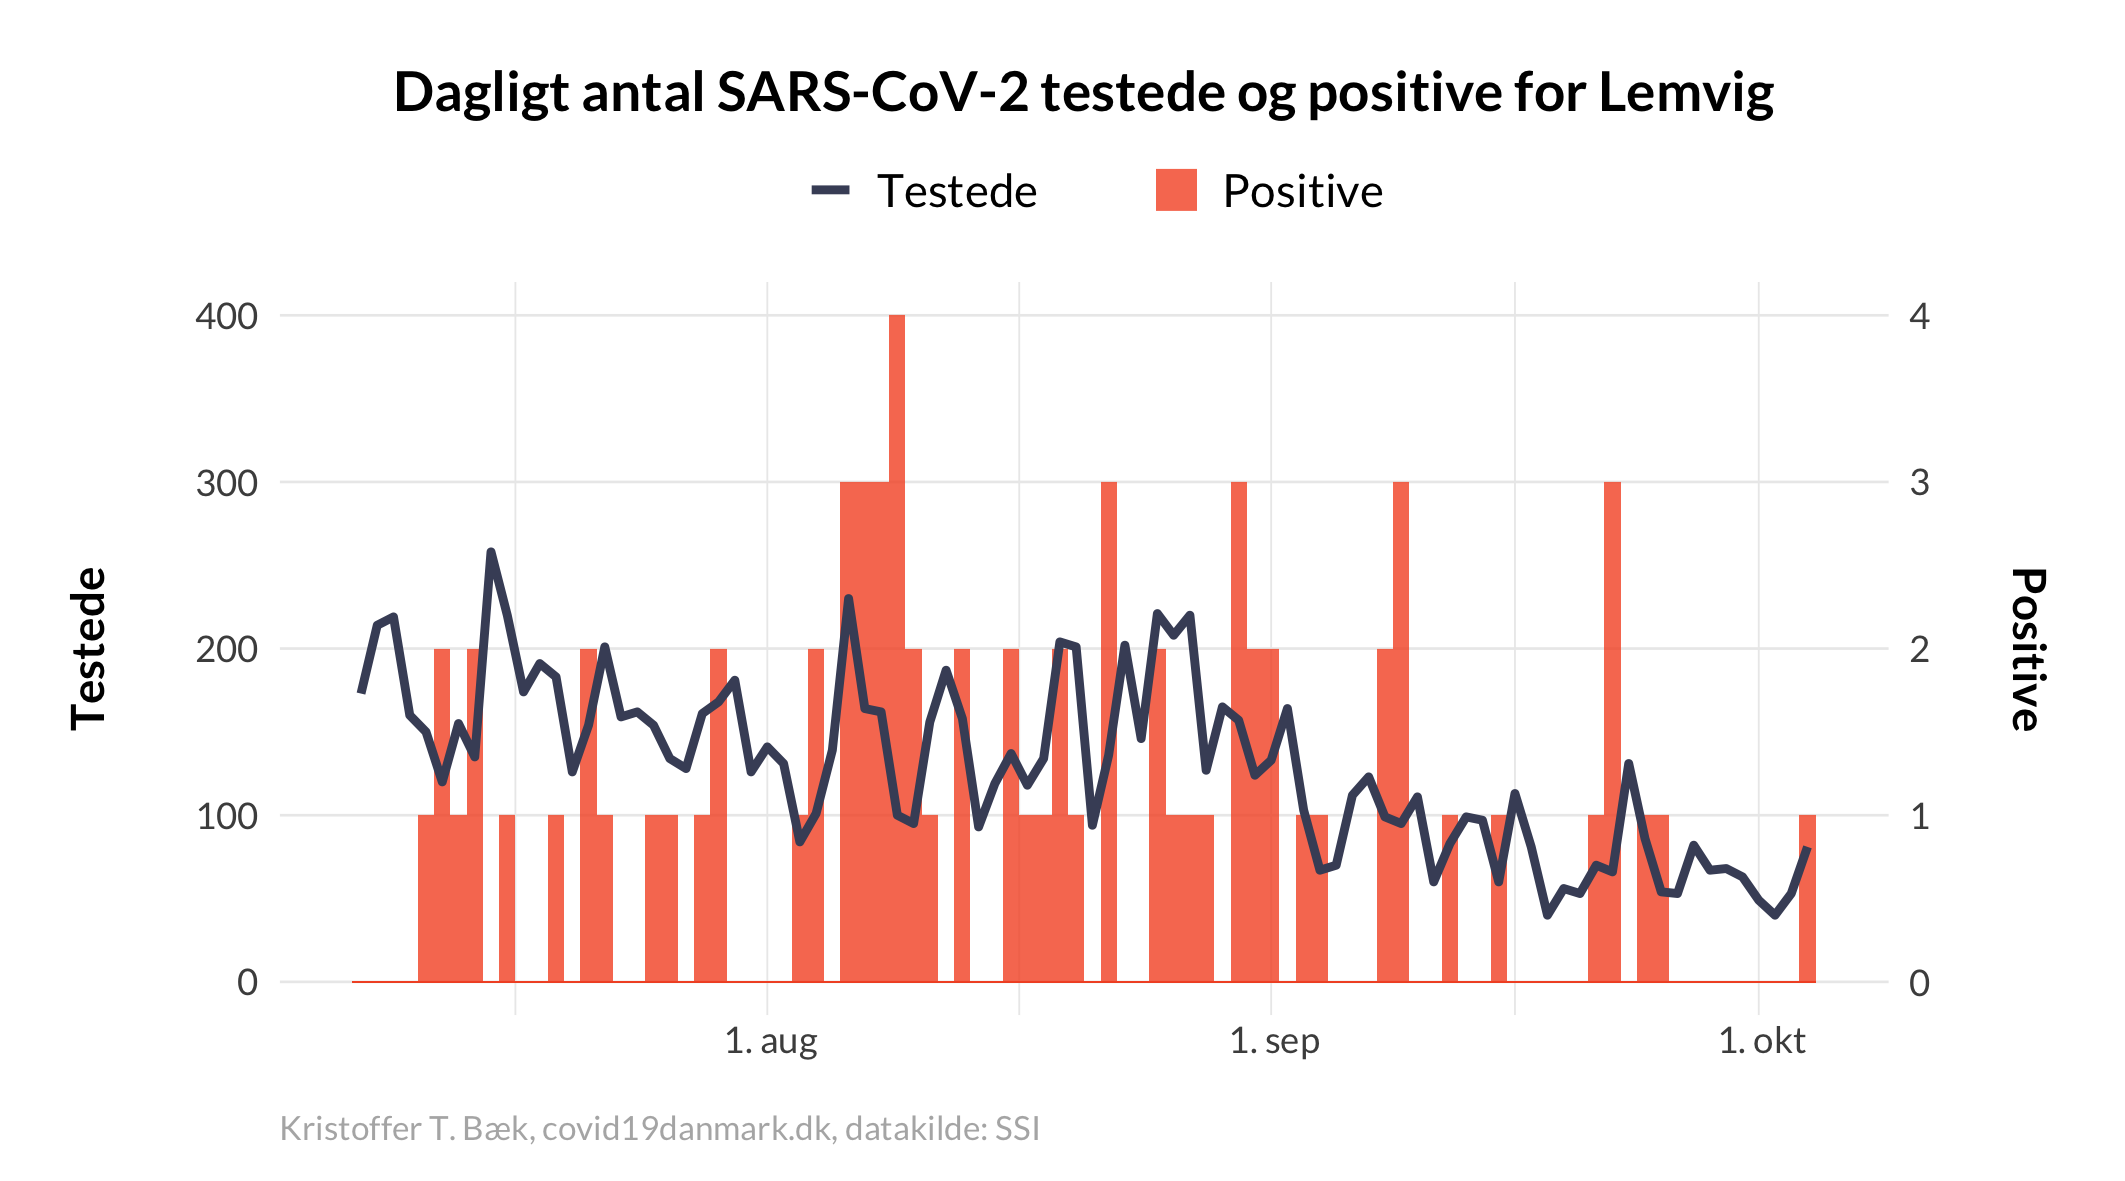 Dagligt antal SARS-CoV-2 testede og positive for Lemvig
Testede
Positive
400
300
200
100
0
4
3
2
1
0
Testede
Positive
1. aug
1. sep
1. okt
Kristoffer T. Bæk, covid19danmark.dk, datakilde: SSI